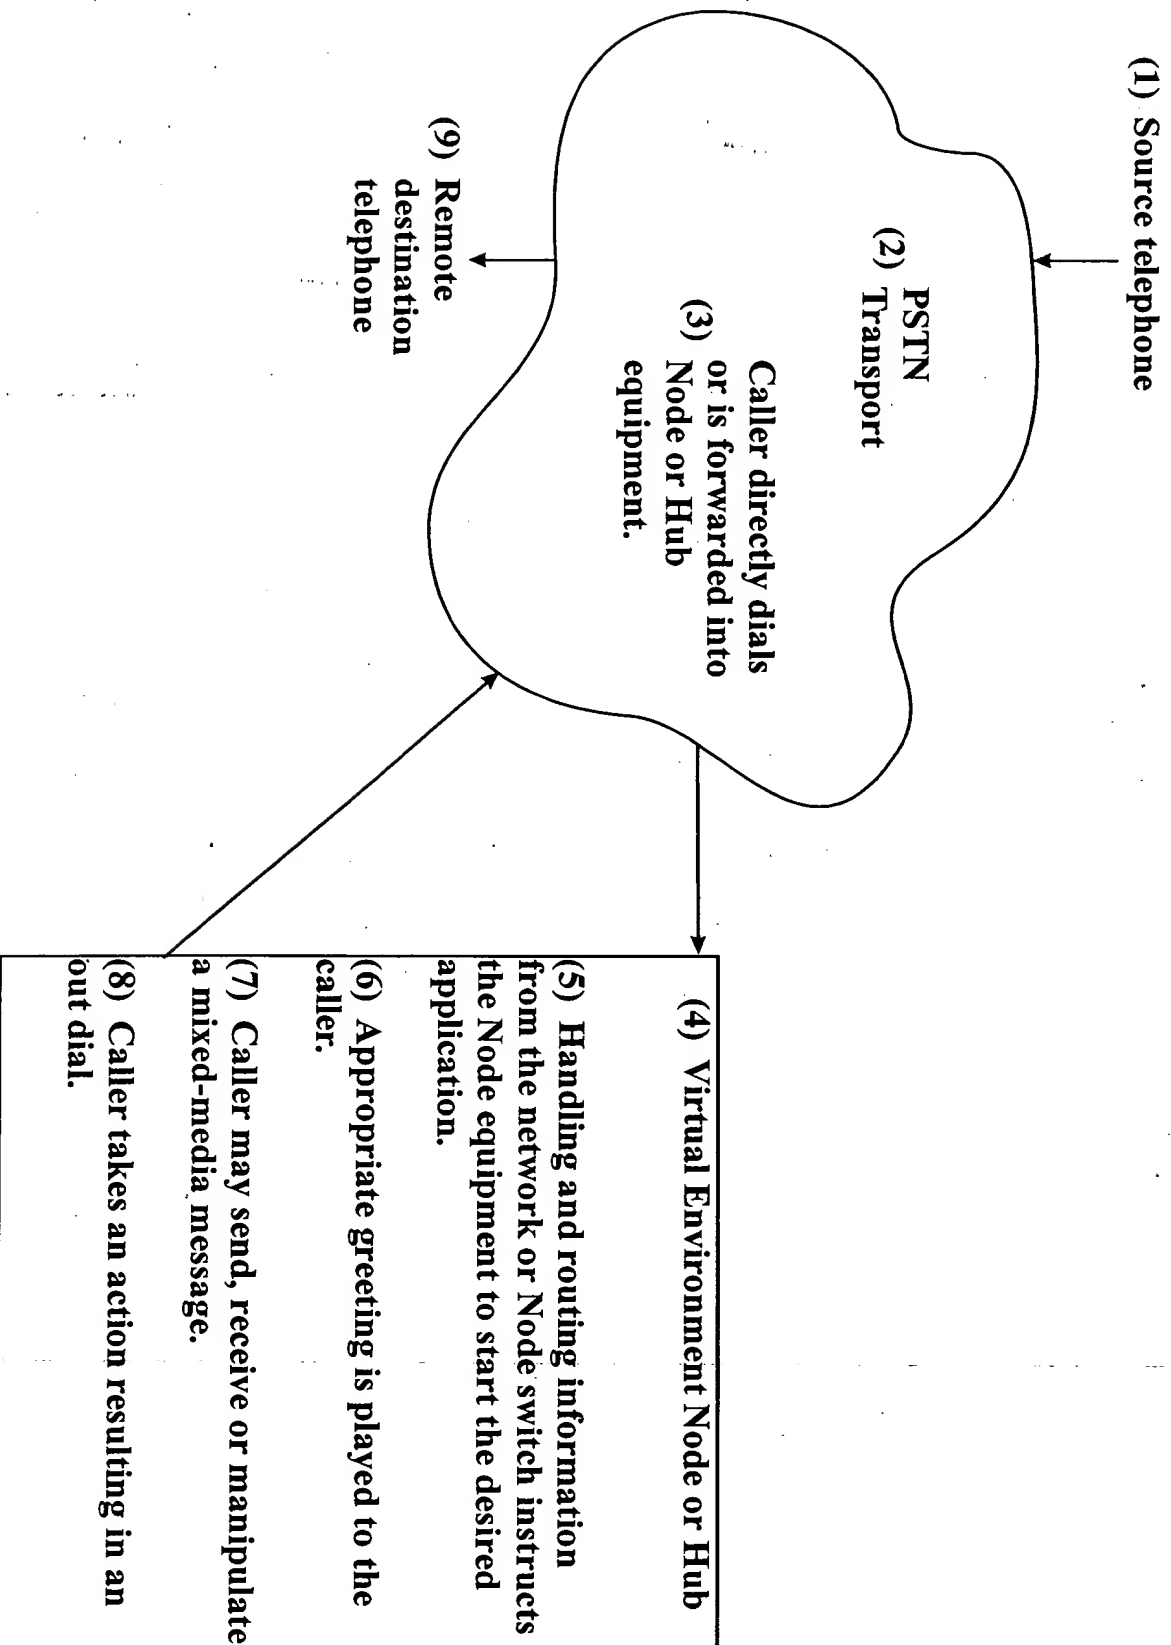 (1) Source telephone
PSTN
(2) Transport
Caller directly dials
(3) or is forwarded into
Node or Hub
equipment.
(9) Remote
destination
telephone
(4) Virtual Environment Node or Hub
(5) Handling and routing information
from the network or Node switch instructs
the Node equipment to start the desired
application.
(6) Appropriate greeting is played to the
caller.
(7) Caller may send, receive or manipulate
a mixed-media message.
(8) Caller takes an action resulting in an
out dial.